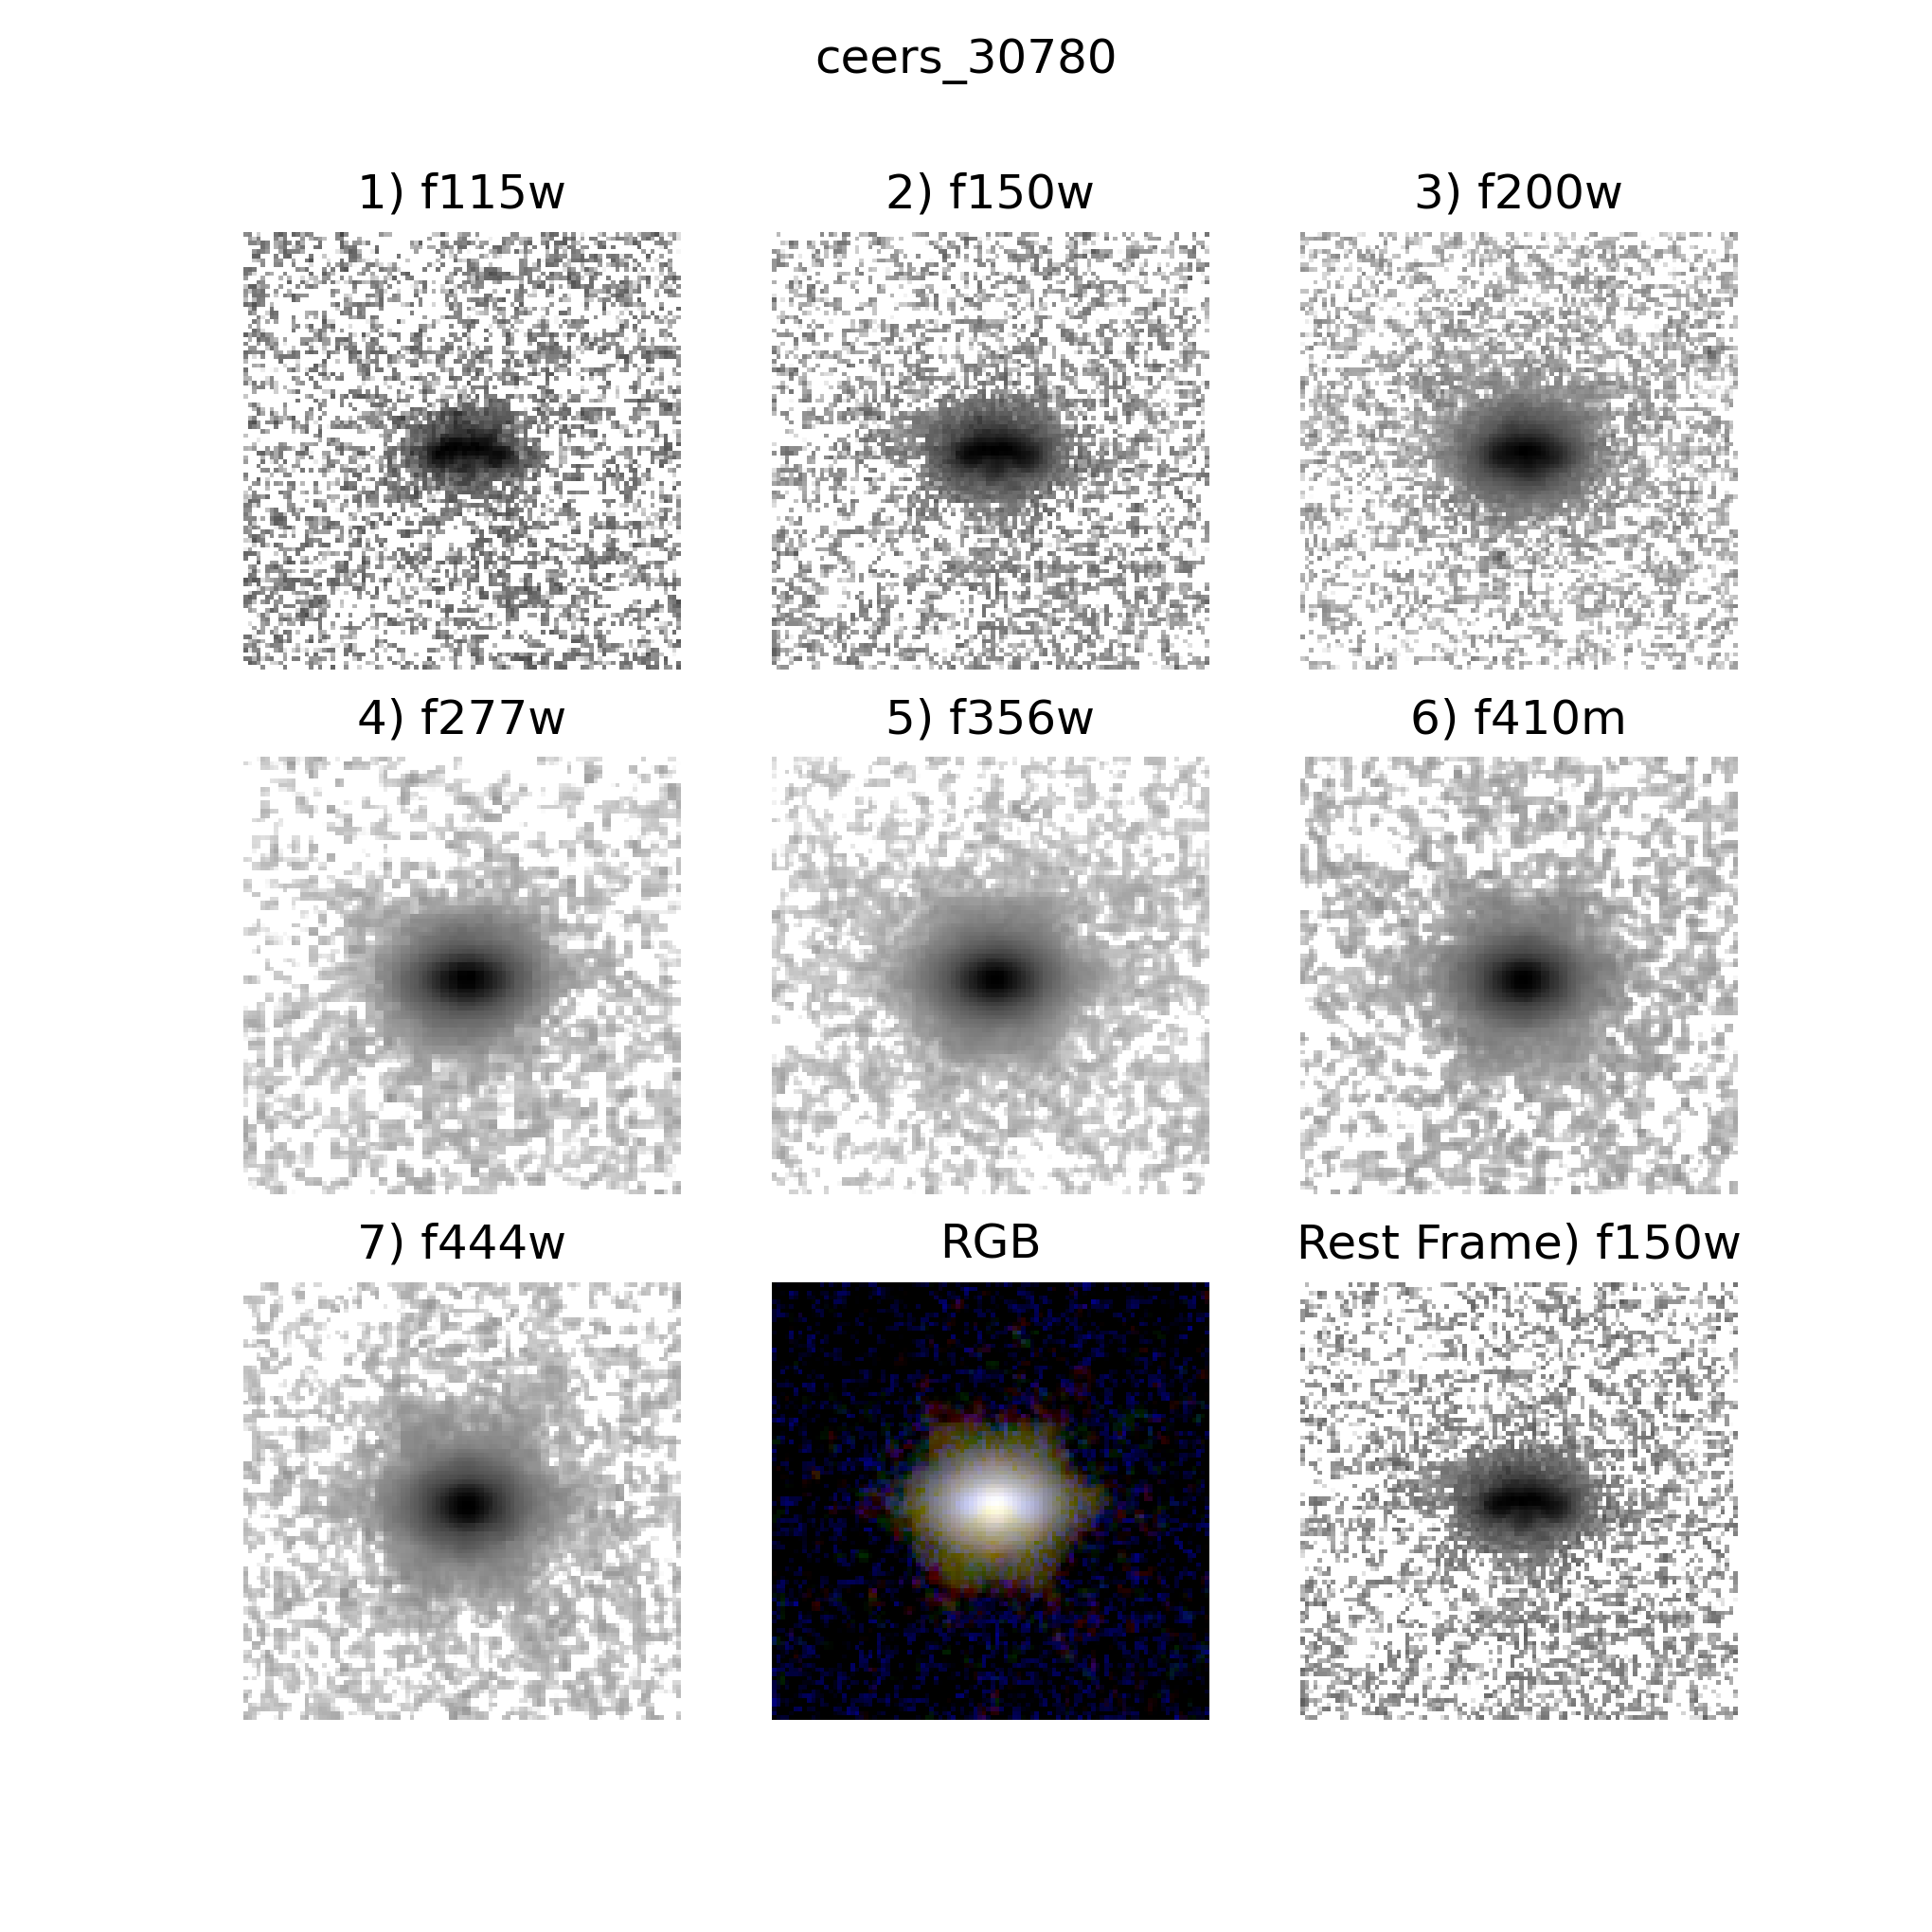 ceers_30780
1) f115w
2) f150w
3) f200w
4) f277w
5) f356w
6) f410m
7) f444w
RGB
Rest Frame) f150w